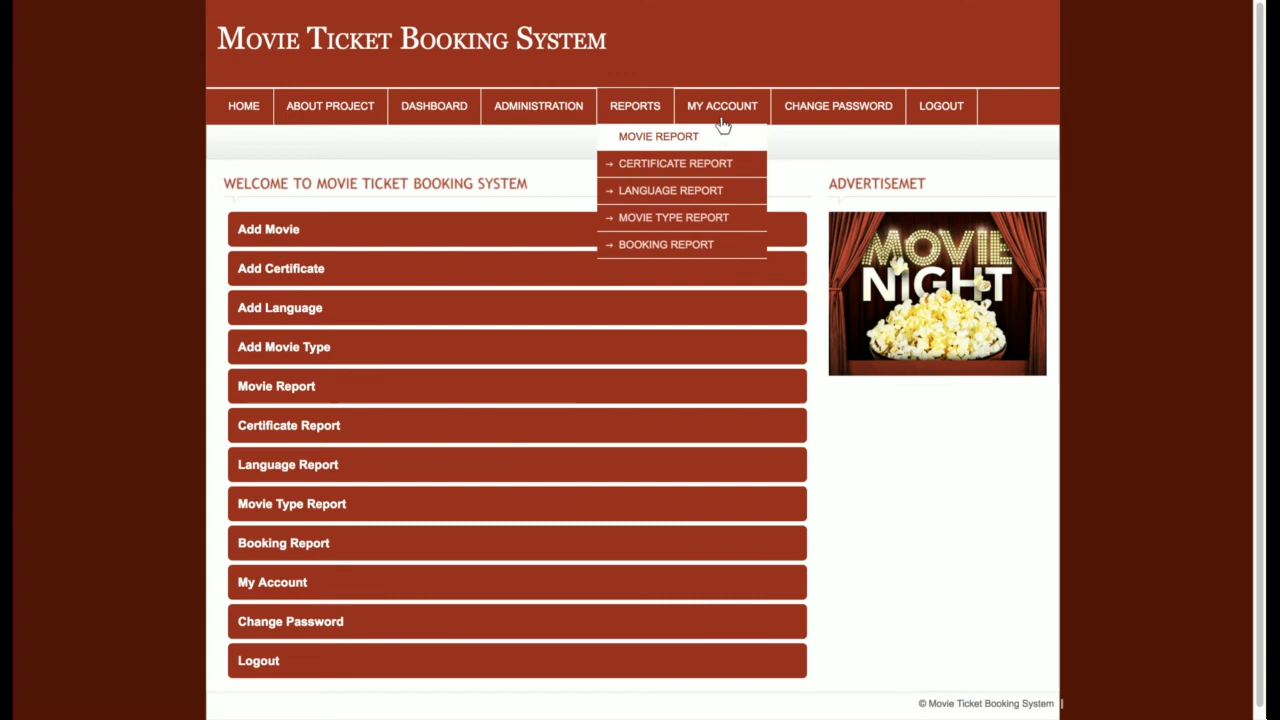 Movie Ticket Booking System
HOME ABOUT PROJECT DASHBOARD ADMINISTRATION REPORTS MY ACCOUNT CHANGE PASSWORD LOGOUT
MOVIE REPORT
→ CERTIFICATE REPORT
→ LANGUAGE REPORT
→ MOVIE TYPE REPORT
→ BOOKING REPORT
WELCOME TO MOVIE TICKET BOOKING SYSTEM
Add Movie
Add Certificate
Add Language
Add Movie Type
Movie Report
Certificate Report
Language Report
Movie Type Report
Booking Report
My Account
Change Password
Logout
ADVERTISEMET
MOVIE
NIGHT
© Movie Ticket Booking System